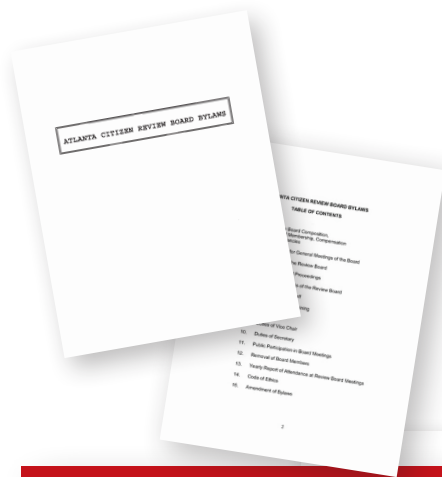 ATLANTA CITIZEN REVIEW BOARD BYLAWS
CITIZEN REVIEW BOARD BYLAWS
TABLE OF CONTENTS
Board Composition,
Membership, Compensation
for General Meetings of the Board
the Review Board
Proceedings
of the Review Board
of Vice Chair
10. Duties of Secretary
11. Public Participation in Board Meetings
12. Removal of Board Members
13. Yearly Report of Attendance at Review Board Meetings
14. Code of Ethics
15. Amendment of Bylaws
2